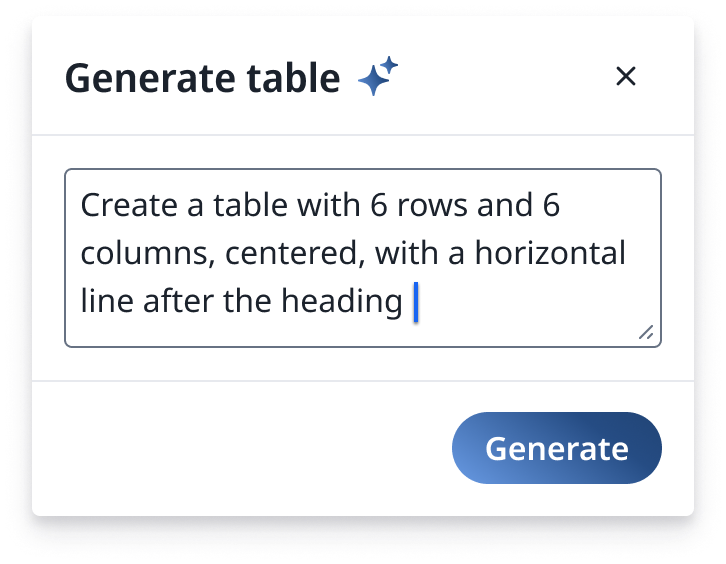 Generate table
Create a table with 6 rows and 6
columns, centered, with a horizontal
line after the heading
Generate